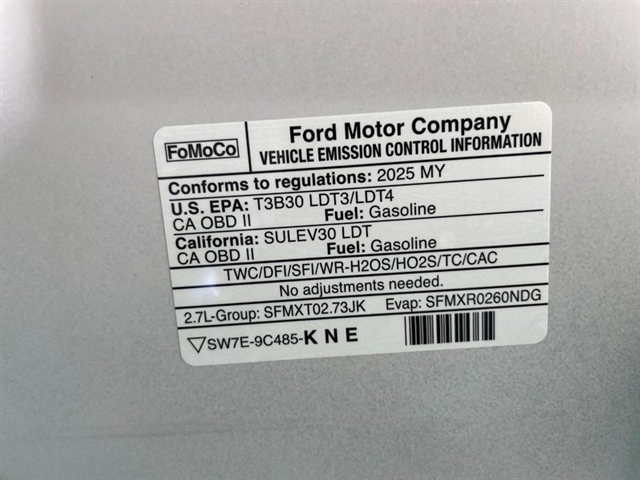 FoMoCo
Ford Motor Company
VEHICLE EMISSION CONTROL INFORMATION
Conforms to regulations: 2025 MY
U.S. EPA: T3B30 LDT3/LDT4
CA OBD II Fuel: Gasoline
California: SULEV30 LDT
CA OBD II Fuel: Gasoline
TWC/DFI/SFI/WR-H2OS/HO2S/TC/CAC
No adjustments needed.
2.7L-Group: SFMXT02.73JK Evap: SFMXR0260NDG
SW7E-9C485-K N E